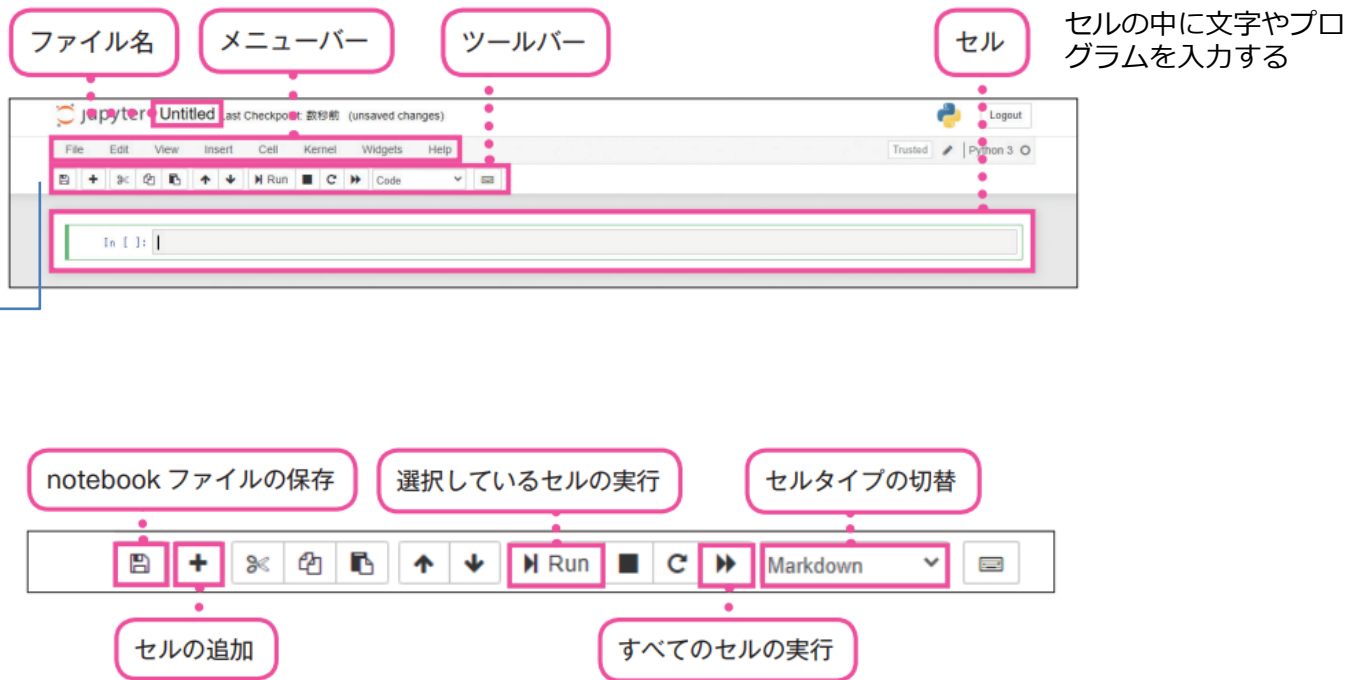 ファイル名
メニューバー
ツールバー
セル
セルの中に文字やプロ
グラムを入力する
jupyter Untitled Last Checkpoint: 数秒前 (unsaved changes)
Logout
File Edit View Insert Cell Kernel Widgets Help
Trusted
Python 3
Run
Code
In [ ]:
notebook ファイルの保存
選択しているセルの実行
セルタイプの切替
Run
Markdown
セルの追加
すべてのセルの実行